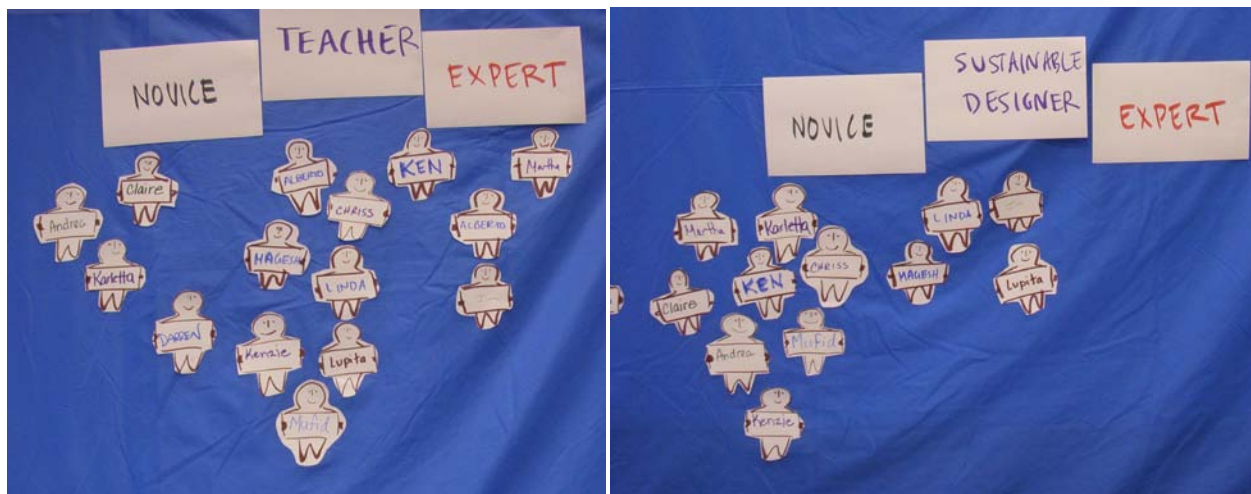 TEACHER
NOVICE
EXPERT
Claire
ALBERTO
KEN
Martha
Andrea
CHRISS
ALBERTO
Karletta
MAGESH
LINDA
DARREN
Kenzie
Lupita
Mufid
SUSTAINABLE
DESIGNER
NOVICE
EXPERT
Martha
Karletta
LINDA
CHRISS
MAGESH
Claire
KEN
Lupita
Andrea
Mufid
Kenzie